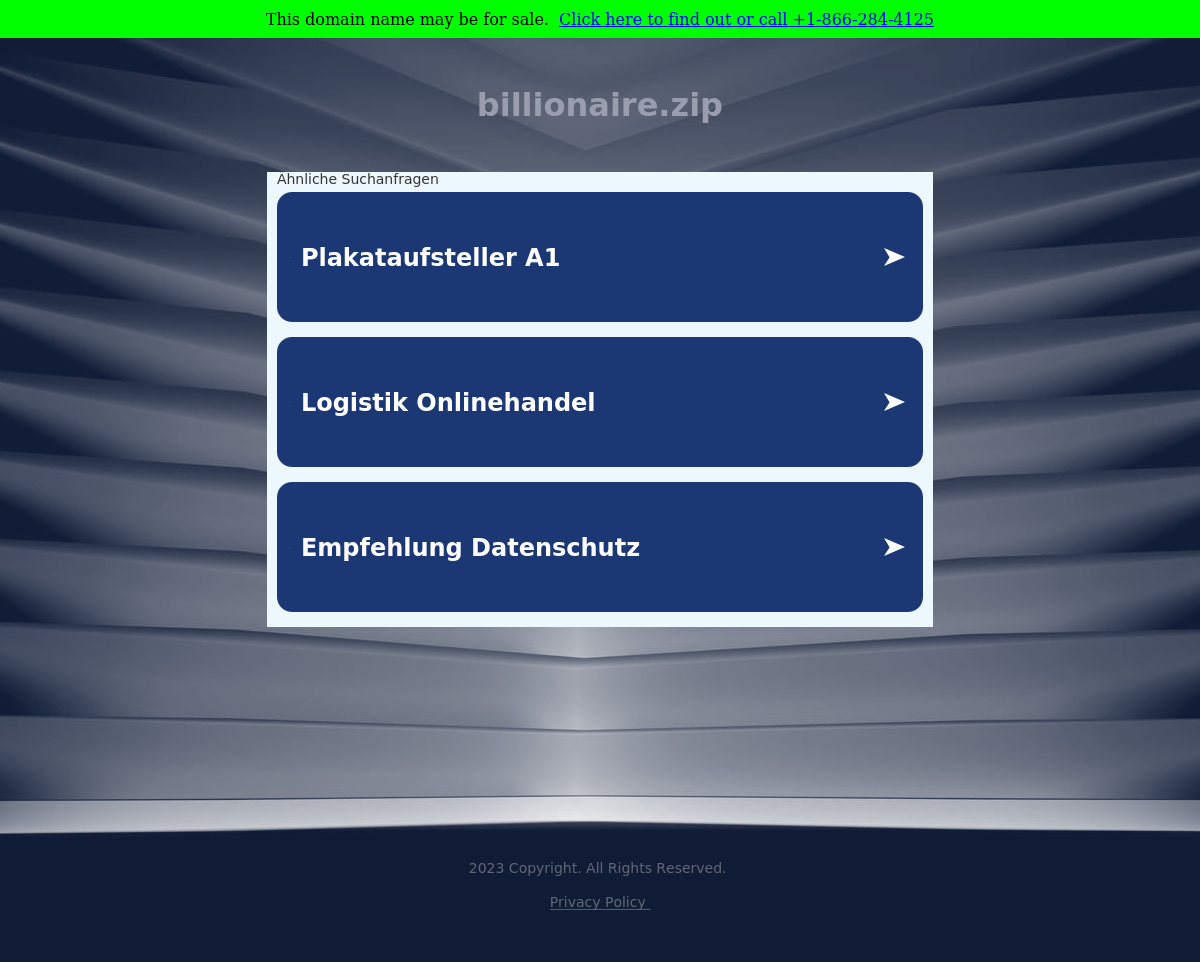 This domain name may be for sale. Click here to find out or call +1-866-284-4125
billionaire.zip
Ähnliche Suchanfragen
Plakataufsteller A1
Logistik Onlinehandel
Empfehlung Datenschutz
2023 Copyright. All Rights Reserved.
Privacy Policy